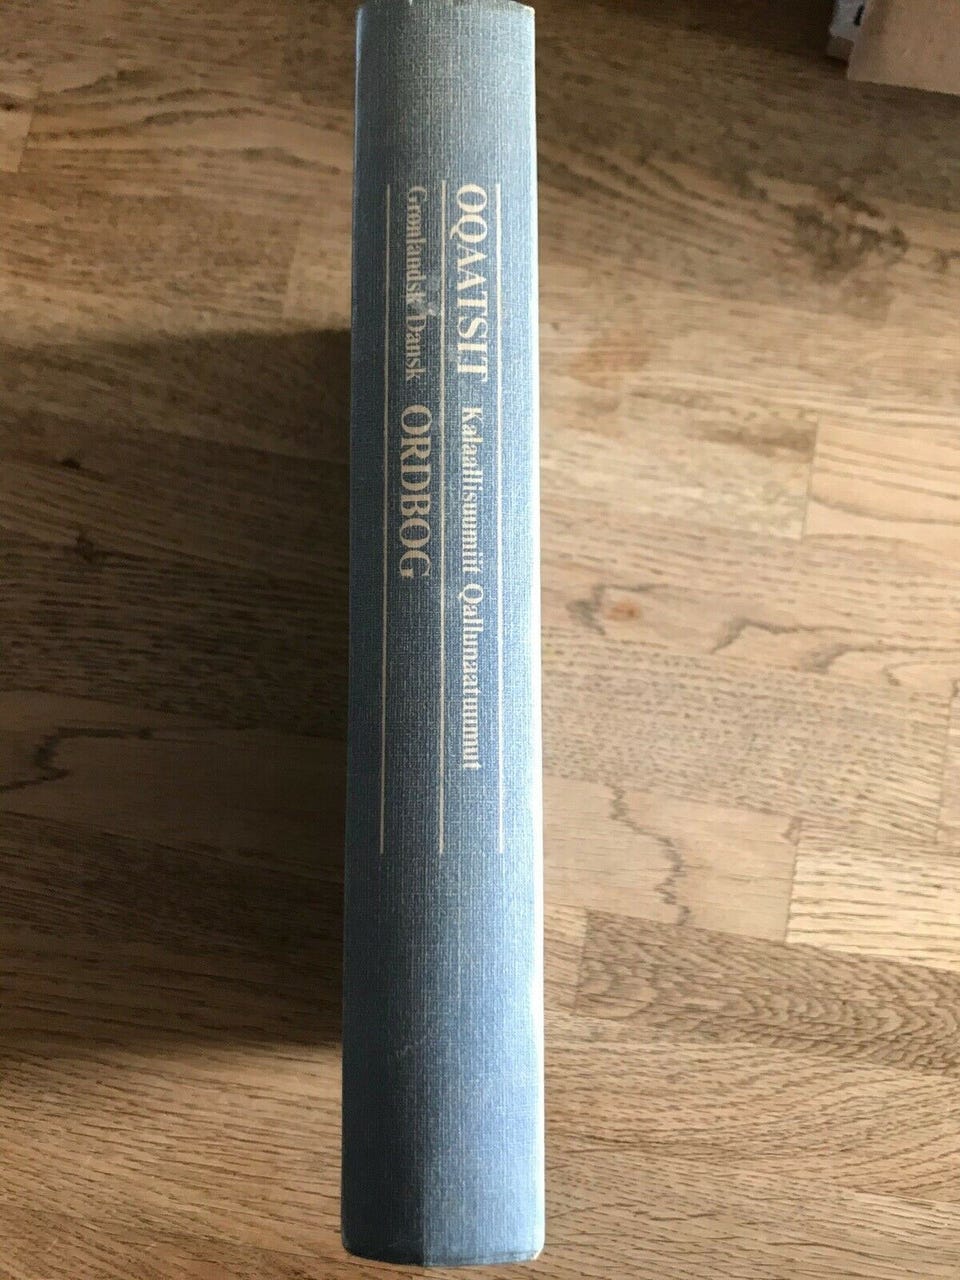 OQAATSIT Kalaallisuumiit Qallunaatuumut
Grønlandsk Dansk ORDBOG